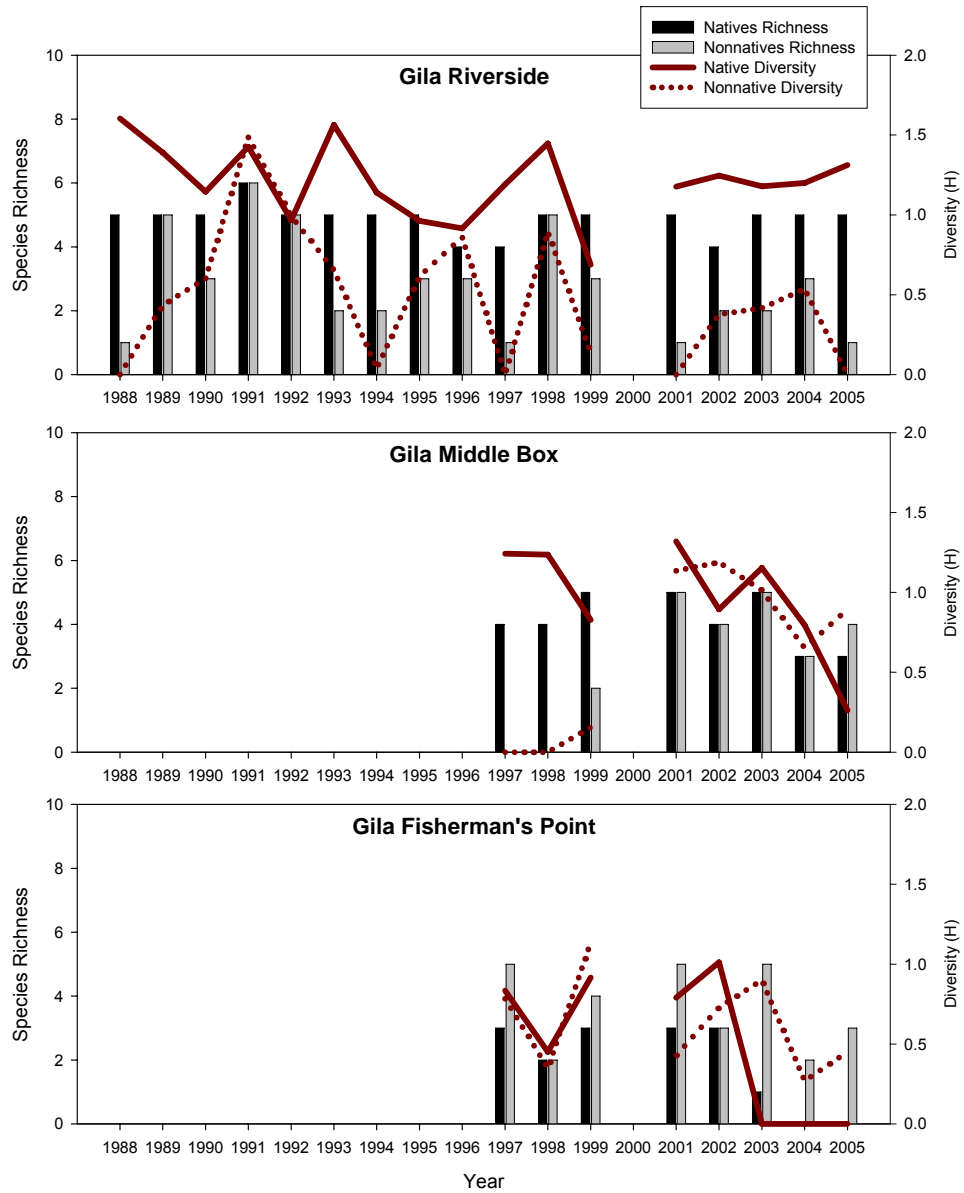 Natives Richness
Nonnatives Richness
Native Diversity
Nonnative Diversity
Gila Riverside
10
8
6
4
2
0
Species Richness
2.0
1.5
1.0
0.5
0.0
Diversity (H)
1988 1989 1990 1991 1992 1993 1994 1995 1996 1997 1998 1999 2000 2001 2002 2003 2004 2005
Gila Middle Box
10
8
6
4
2
0
Species Richness
2.0
1.5
1.0
0.5
0.0
Diversity (H)
1988 1989 1990 1991 1992 1993 1994 1995 1996 1997 1998 1999 2000 2001 2002 2003 2004 2005
Gila Fisherman's Point
10
8
6
4
2
0
Species Richness
2.0
1.5
1.0
0.5
0.0
Diversity (H)
1988 1989 1990 1991 1992 1993 1994 1995 1996 1997 1998 1999 2000 2001 2002 2003 2004 2005
Year